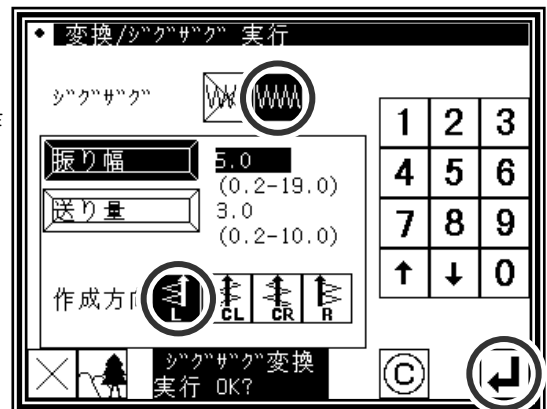 変換/ジグザグ 実行
ジグザグ
振り幅 5.0
(0.2-19.0)
送り量 3.0
(0.2-10.0)
作成方向 L CL CR R
1 2 3
4 5 6
7 8 9
↑ ↓ 0
ジグザグ変換
実行 OK?
©